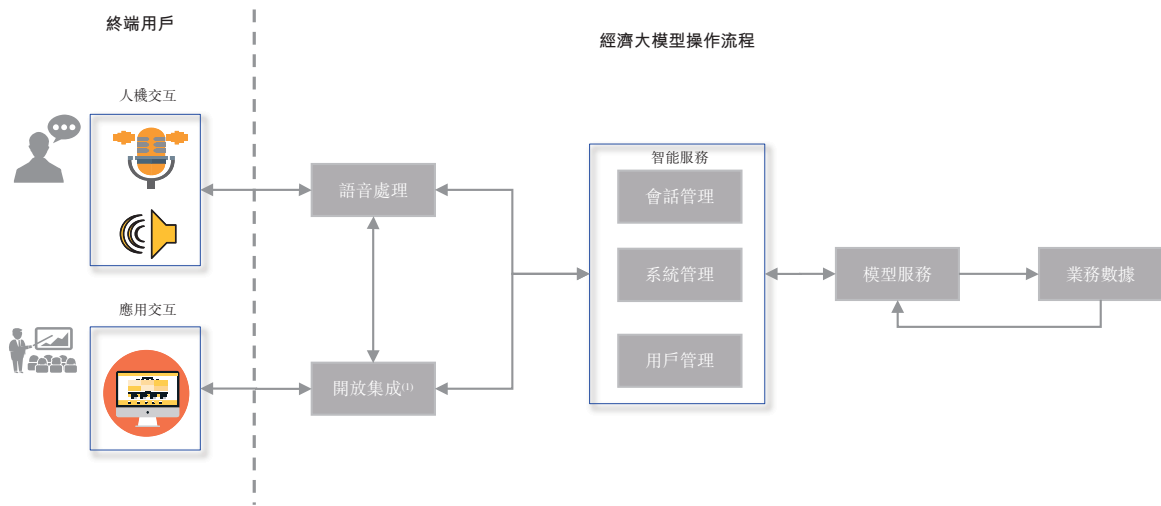 終端用戶
經濟大模型操作流程
人機交互
語音處理
智能服務
會話管理
系統管理
用戶管理
模型服務
業務數據
應用交互
開放集成(1)